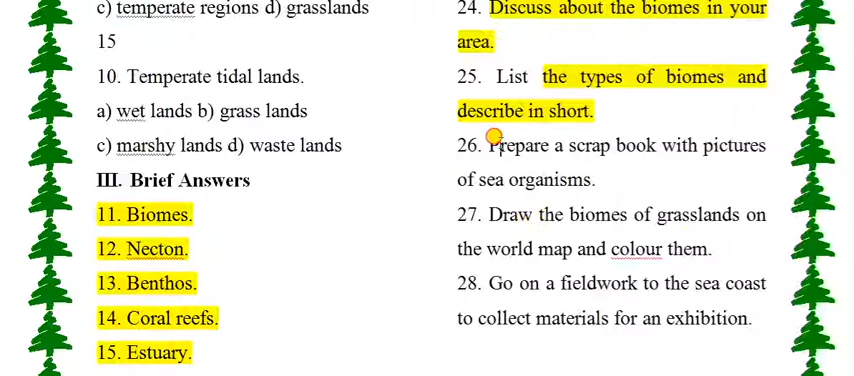 c) temperate regions d) grasslands
15
10. Temperate tidal lands.
a) wet lands b) grass lands
c) marshy lands d) waste lands
III. Brief Answers
11. Biomes.
12. Necton.
13. Benthos.
14. Coral reefs.
15. Estuary.
24. Discuss about the biomes in your
area.
25. List the types of biomes and
describe in short.
26. Prepare a scrap book with pictures
of sea organisms.
27. Draw the biomes of grasslands on
the world map and colour them.
28. Go on a fieldwork to the sea coast
to collect materials for an exhibition.